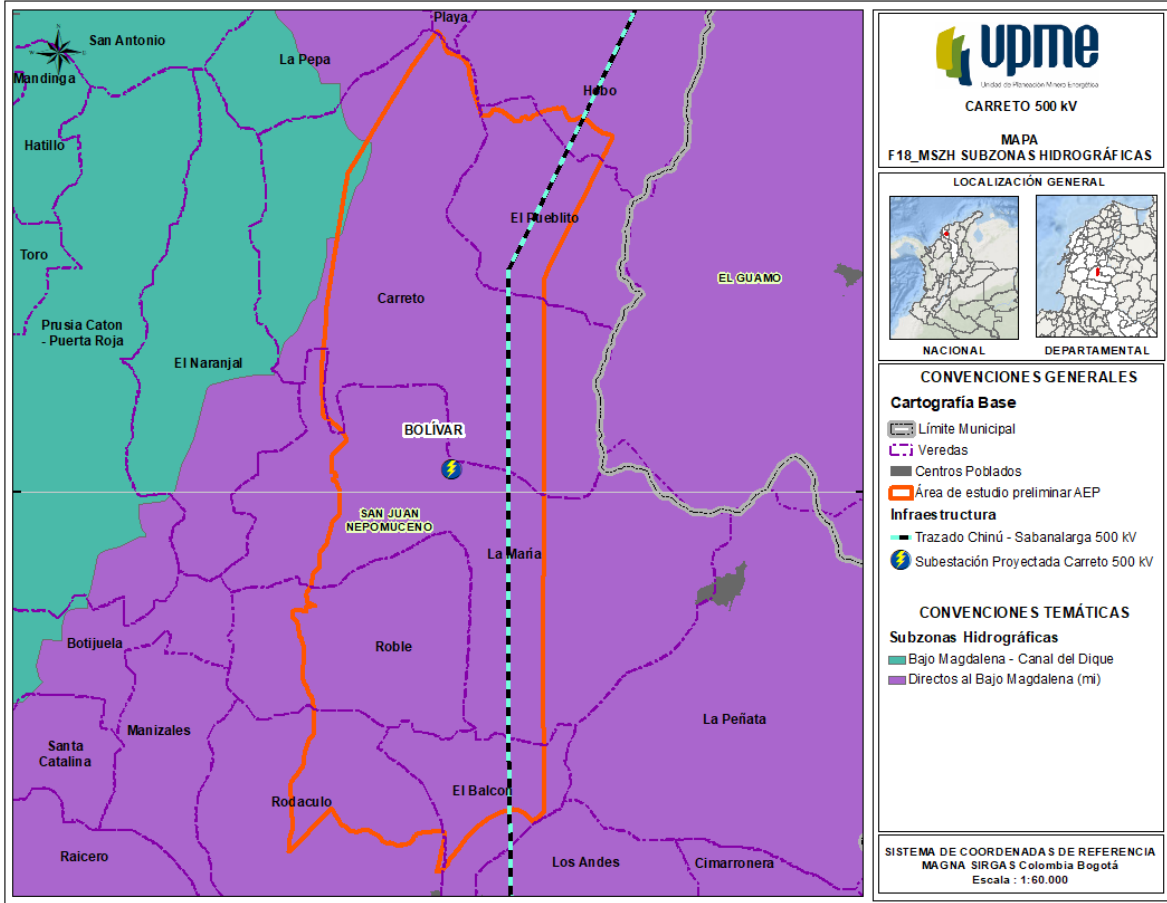 Playa
San Antonio
La Pepa
Mandinga
Hobo
Hatillo
El Pueblito
Toro
EL GUAMO
Carreto
Prusia Caton
- Puerta Roja
El Naranjal
BOLÍVAR
SAN JUAN
NEPOMUCENO
La María
Botijuela
Roble
La Peñata
Manizales
Santa
Catalina
El Balcon
Rodaculo
Raicero
Los Andes
Cimarronera
upme
Unidad de Planeación Minero Energética
CARRETO 500 kV
MAPA
F18_MSZH SUBZONAS HIDROGRÁFICAS
LOCALIZACIÓN GENERAL
NACIONAL
DEPARTAMENTAL
CONVENCIONES GENERALES
Cartografía Base
Límite Municipal
Veredas
Centros Poblados
Área de estudio preliminar AEP
Infraestructura
Trazado Chinú - Sabanalarga 500 kV
Subestación Proyectada Carreto 500 kV
CONVENCIONES TEMÁTICAS
Subzonas Hidrográficas
Bajo Magdalena - Canal del Dique
Directos al Bajo Magdalena (mi)
SISTEMA DE COORDENADAS DE REFERENCIA
MAGNA SIRGAS Colombia Bogotá
Escala : 1:60.000